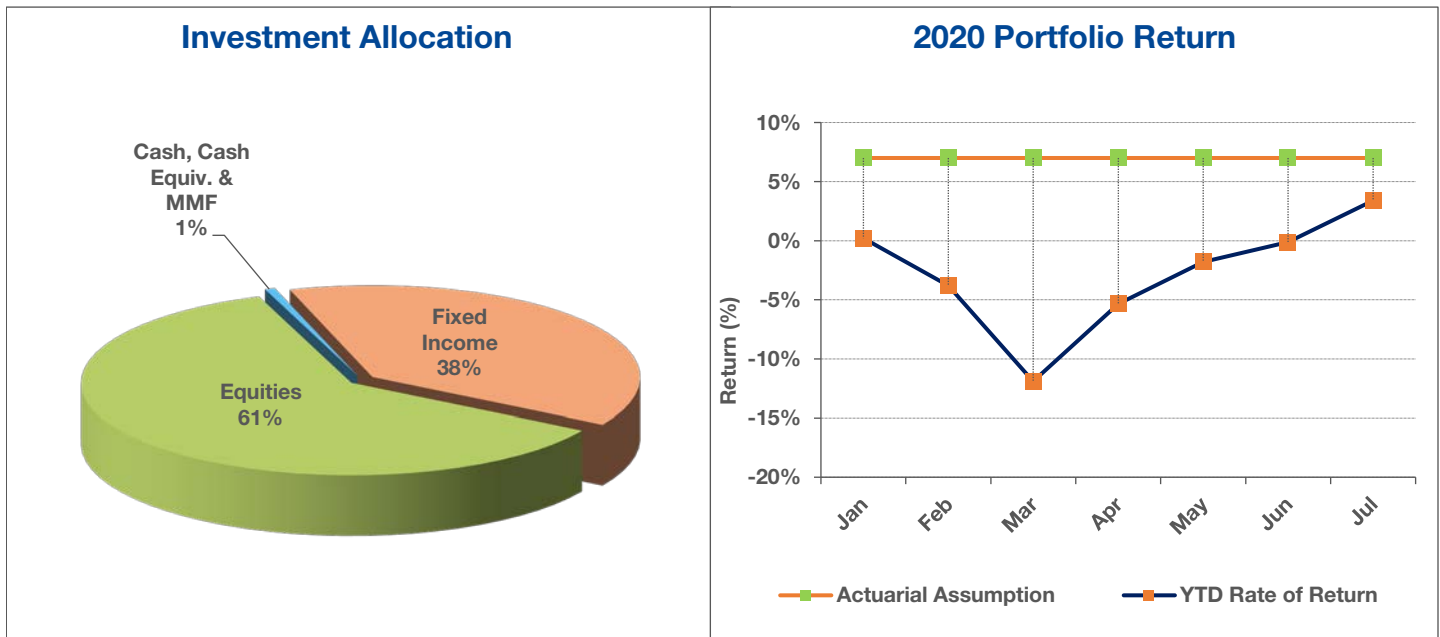 Investment Allocation
Cash, Cash
Equiv. &
MMF
1%
Fixed
Income
38%
Equities
61%
2020 Portfolio Return
10%
5%
0%
-5%
-10%
-15%
-20%
Return (%)
Jan
Feb
Mar
Apr
May
Jun
Jul
Actuarial Assumption
YTD Rate of Return